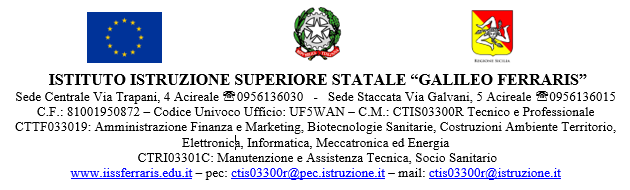 REGIONE SICILIA
ISTITUTO ISTRUZIONE SUPERIORE STATALE “GALILEO FERRARIS”
Sede Centrale Via Trapani, 4 Acireale ☎0956136030 - Sede Staccata Via Galvani, 5 Acireale ☎0956136015
C.F.: 81001950872 – Codice Univoco Ufficio: UF5WAN – C.M.: CTIS03300R Tecnico e Professionale
CTTF033019: Amministrazione Finanza e Marketing, Biotecnologie Sanitarie, Costruzioni Ambiente Territorio,
Elettronica, Informatica, Meccatronica ed Energia
CTRI03301C: Manutenzione e Assistenza Tecnica, Socio Sanitario
www.iissferraris.edu.it – pec: ctis03300r@pec.istruzione.it – mail: ctis03300r@istruzione.it